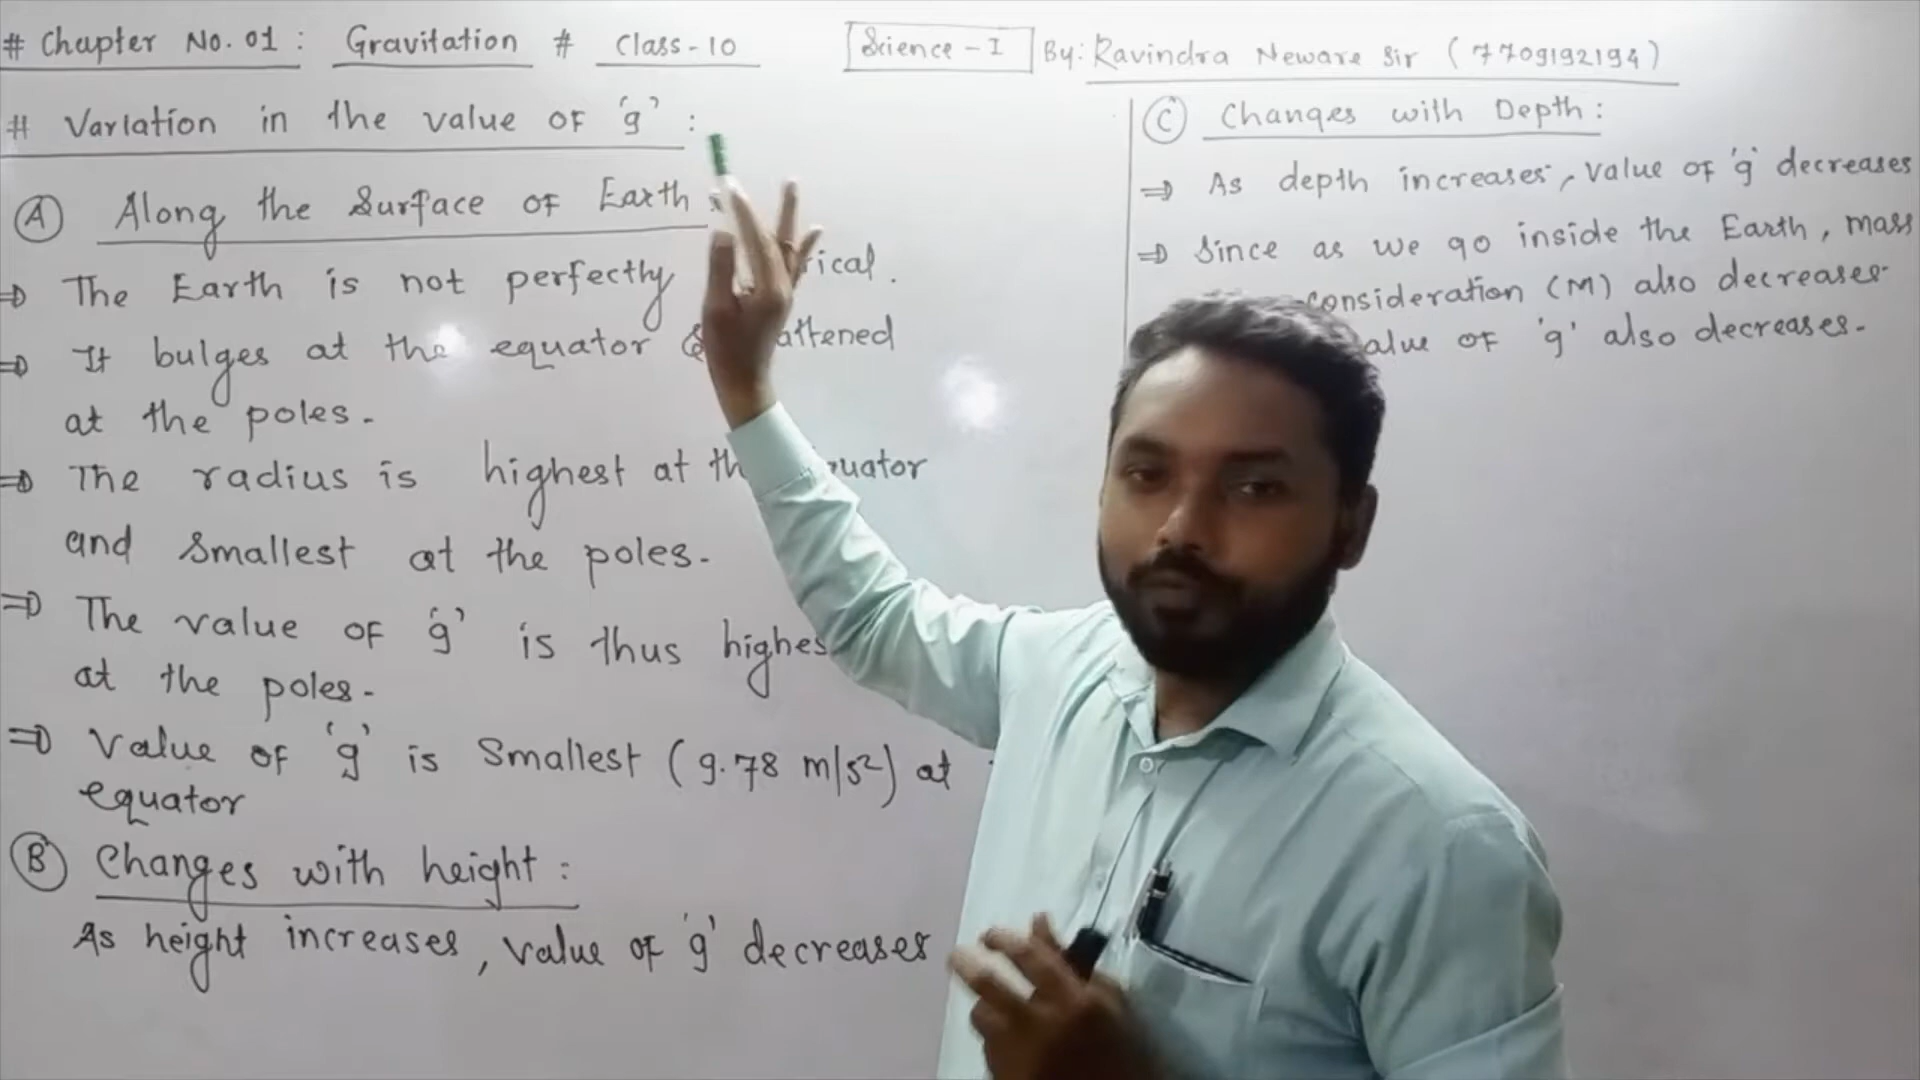 # Chapter No. 01 : Gravitation # Class-10 Science-I By: Ravindra Neware Sir (7709192194)
# Variation in the value of 'g' :
(A) Along the Surface of Earth :
⇒ The Earth is not perfectly rical.
⇒ It bulges at the equator & attened
at the poles.
⇒ The radius is highest at th uator
and smallest at the poles.
⇒ The value of 'g' is thus highes
at the poles.
⇒ Value of 'g' is smallest (9.78 m/s²) at
equator
(B) Changes with height :
As height increases, value of 'g' decreases
(C) Changes with Depth :
⇒ As depth increases, value of 'g' decreases
⇒ Since as we go inside the Earth, mass
consideration (M) also decreases
alue of 'g' also decreases.